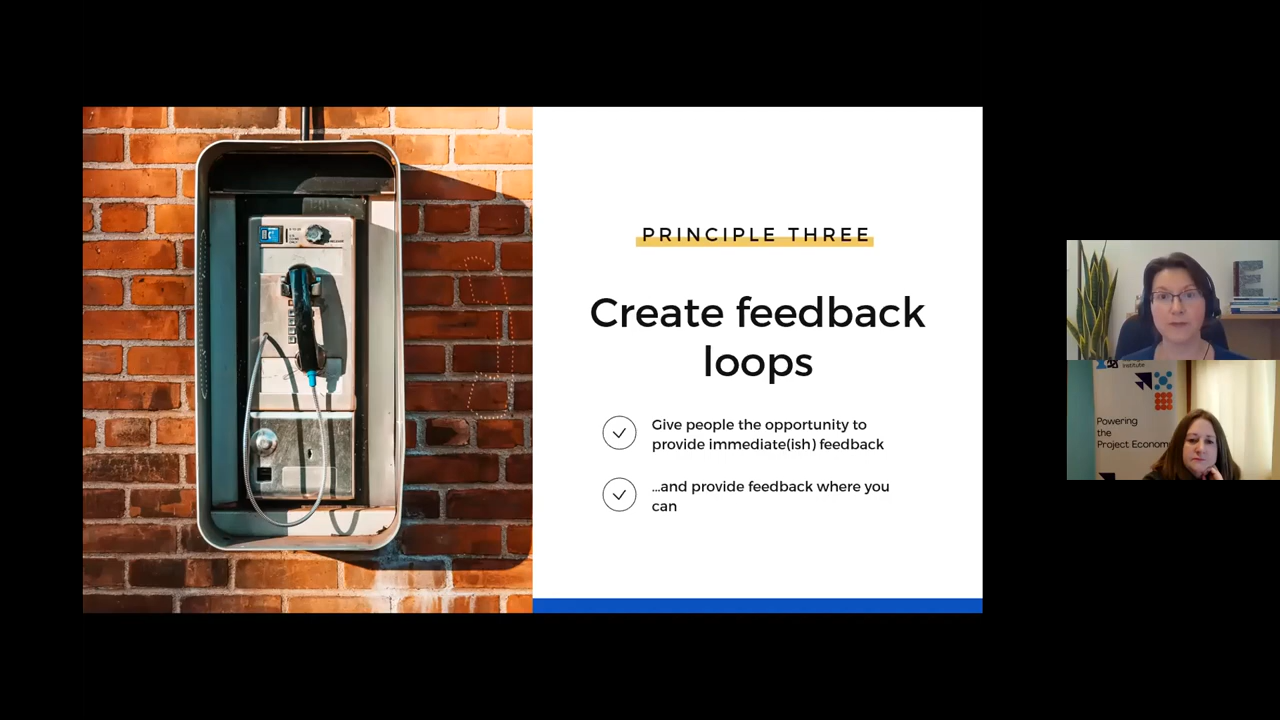 PRINCIPLE THREE
Create feedback
loops
Give people the opportunity to
provide immediate(ish) feedback
...and provide feedback where you
can
E
institute
Powering
the
Project Econom